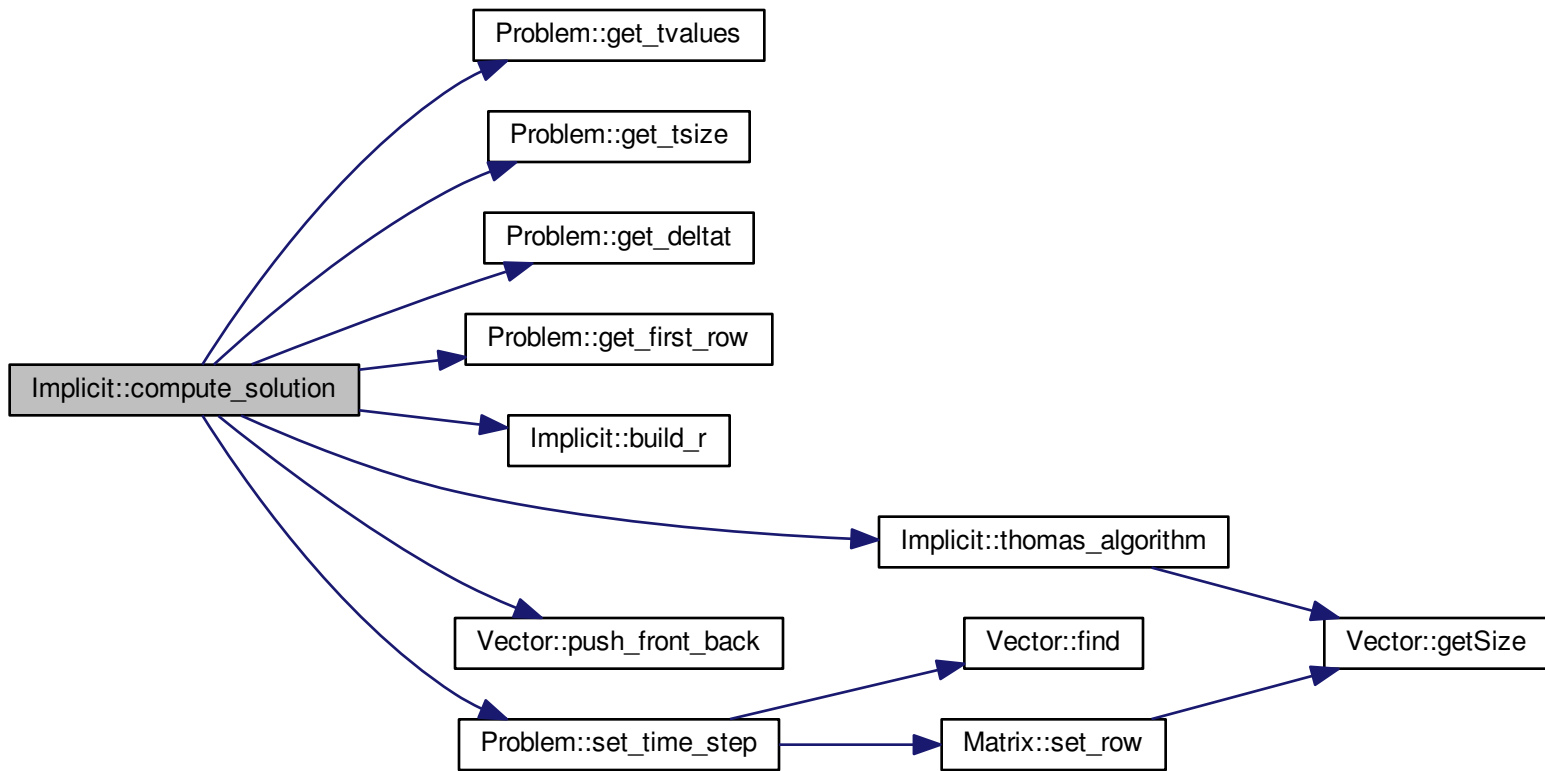 Problem::get_tvalues
Problem::get_tsize
Problem::get_deltat
Problem::get_first_row
Implicit::compute_solution
Implicit::build_r
Implicit::thomas_algorithm
Vector::push_front_back
Vector::find
Vector::getSize
Problem::set_time_step
Matrix::set_row